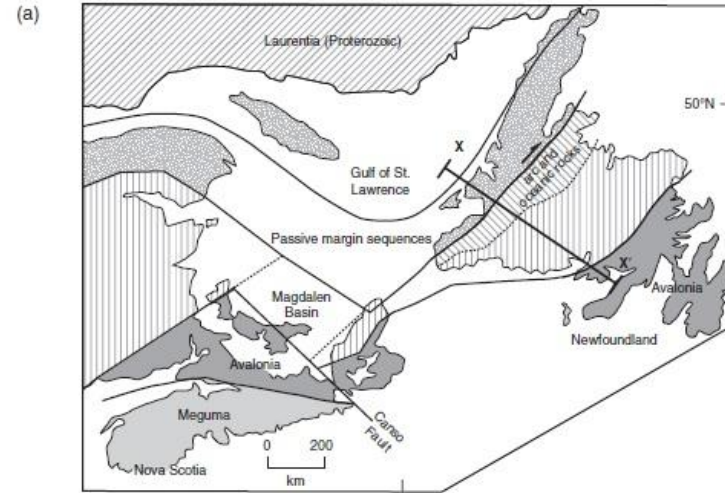 (a)
Laurentia (Proterozoic)
50°N
X
arc and
oceanic rocks
Gulf of St.
Lawrence
Passive margin sequences
X'
Magdalen
Basin
Avalonia
Newfoundland
Avalonia
Meguma
Canso
Fault
0 200
km
Nova Scotia